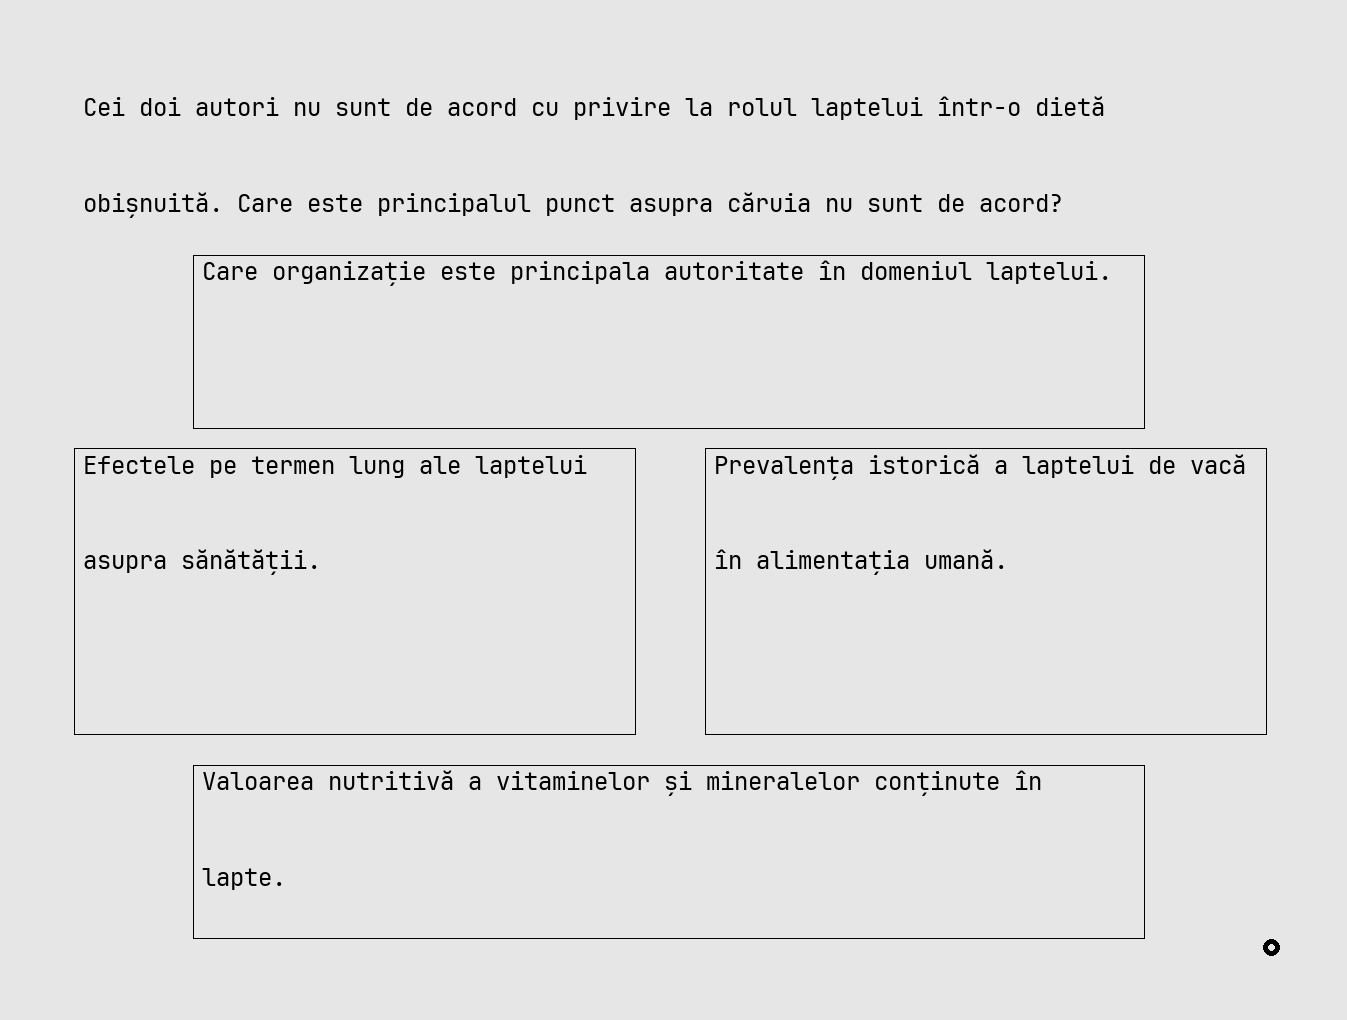 Cei doi autori nu sunt de acord cu privire la rolul laptelui într-o dietă
obișnuită. Care este principalul punct asupra căruia nu sunt de acord?
Care organizație este principala autoritate în domeniul laptelui.
Efectele pe termen lung ale laptelui
asupra sănătății.
Prevalența istorică a laptelui de vacă
în alimentația umană.
Valoarea nutritivă a vitaminelor și mineralelor conținute în
lapte.